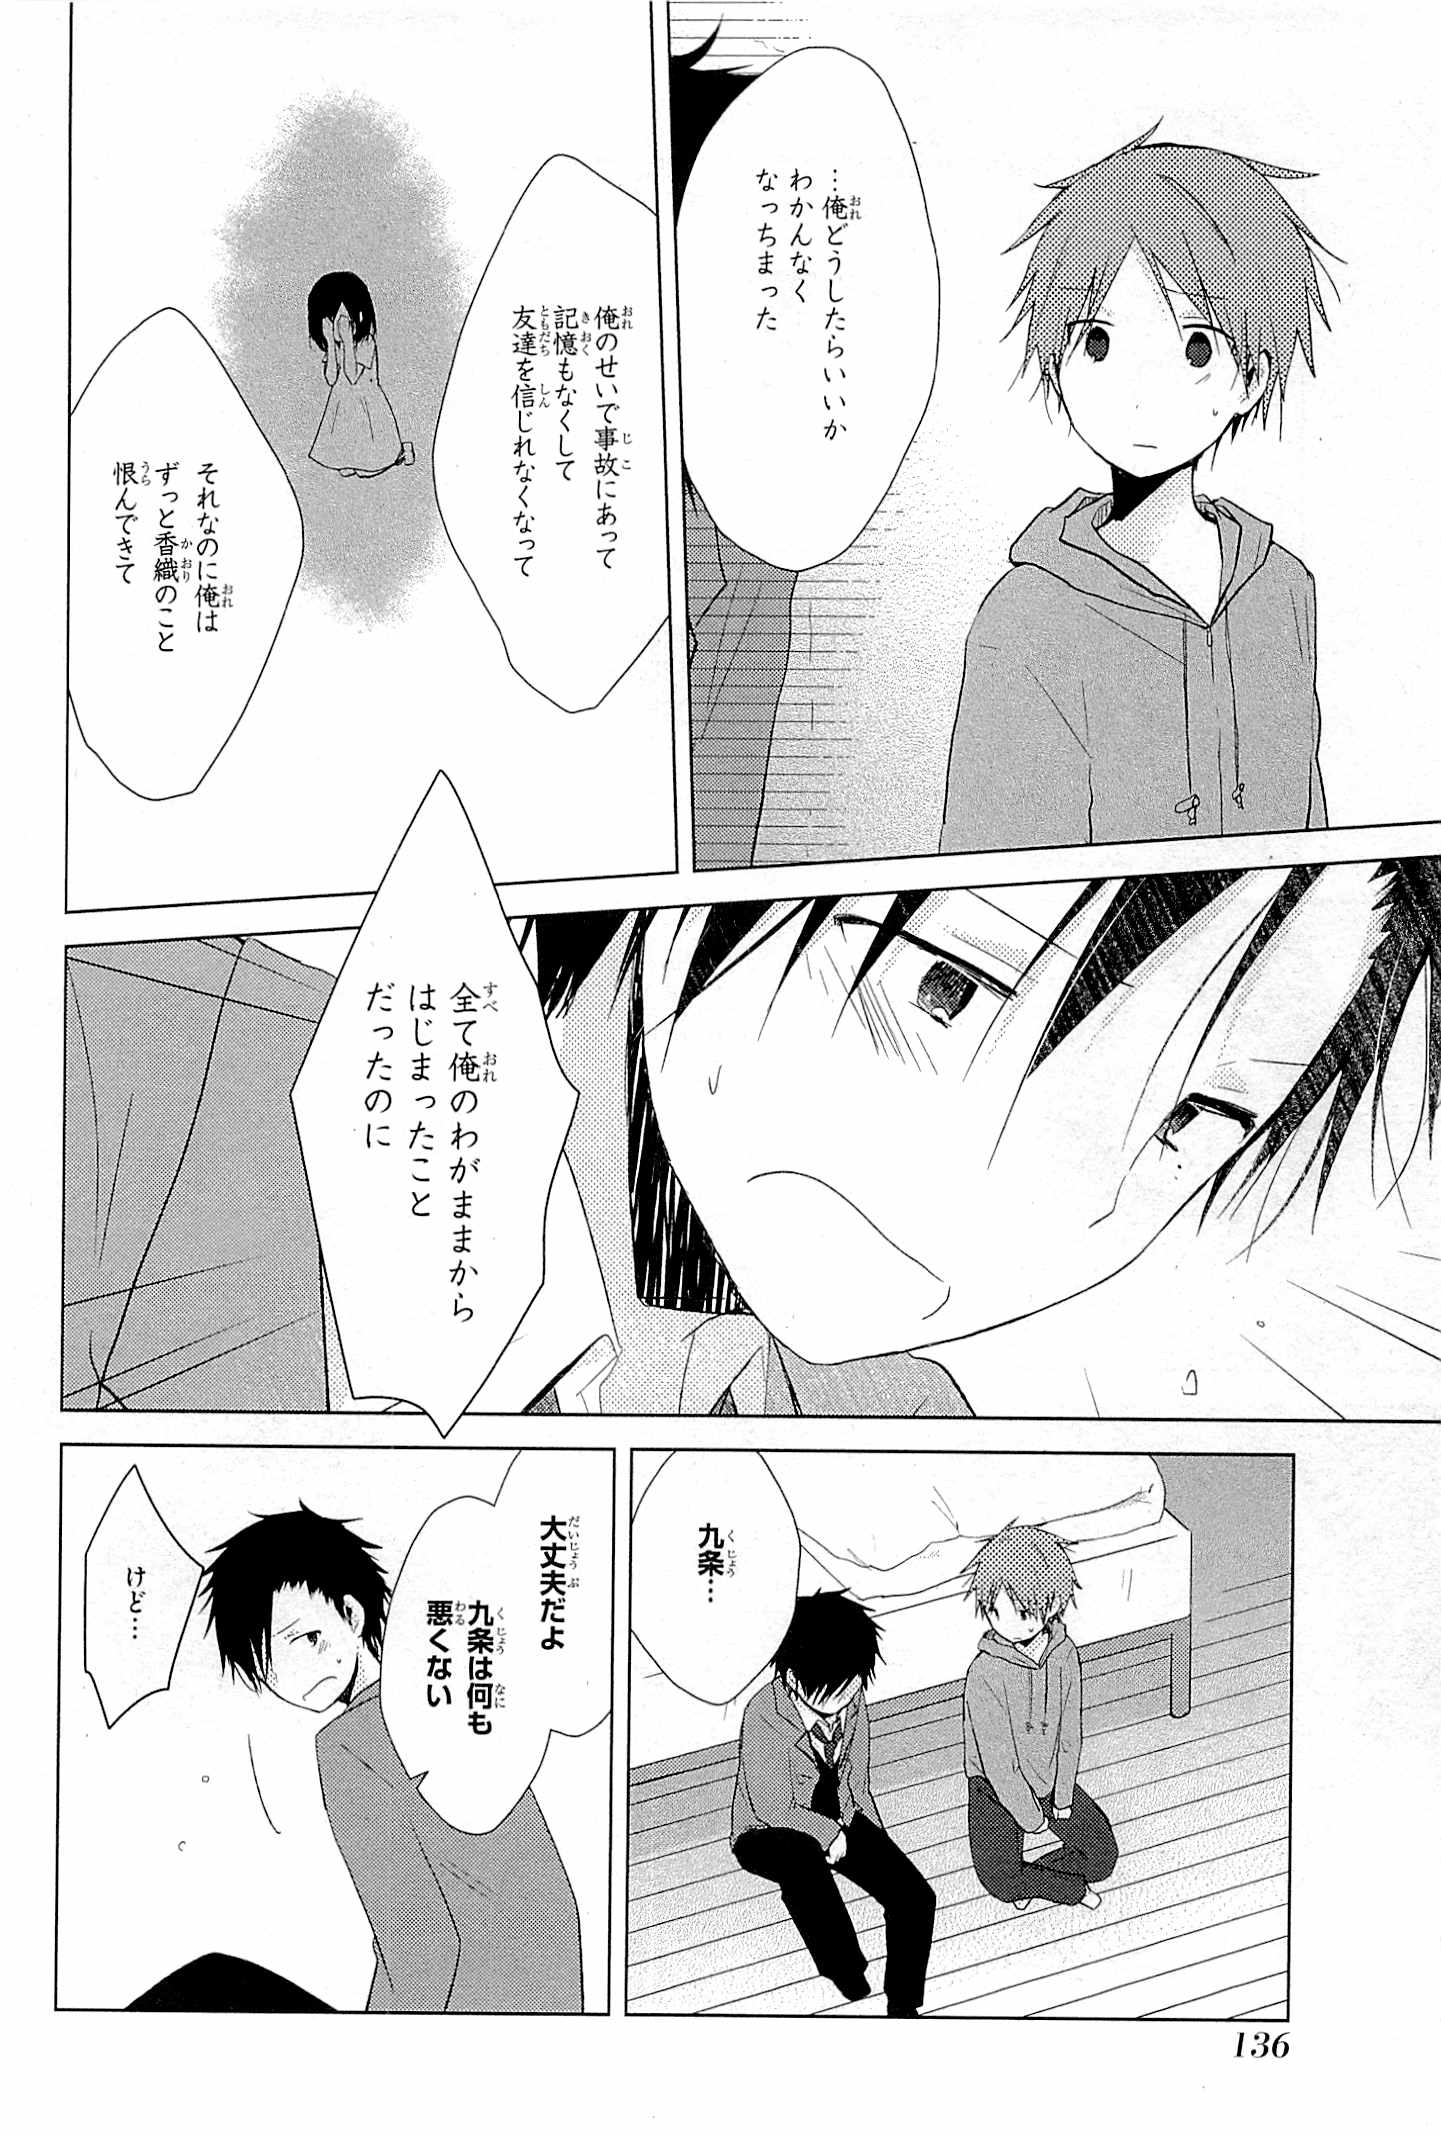 …俺どうしたらいいか
わかんなく
なっちまった
俺のせいで事故にあって
記憶もなくして
友達を信じれなくなって
それなのに俺は
ずっと香織のこと
恨んできて
全て俺のわがままから
はじまったこと
だったのに
九条…
大丈夫だよ
九条は何も
悪くない
けど…
136